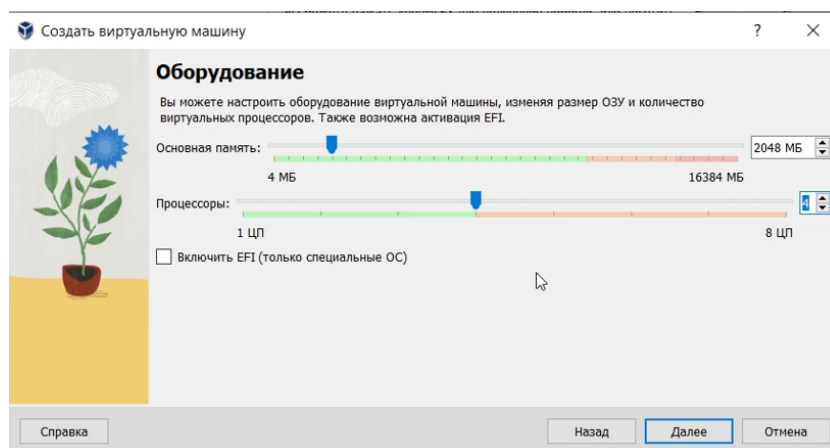 Создать виртуальную машину
?
Оборудование
Вы можете настроить оборудование виртуальной машины, изменяя размер ОЗУ и количество
виртуальных процессоров. Также возможна активация EFI.
Основная память:
2048 МБ
4 МБ
16384 МБ
Процессоры:
4
1 ЦП
8 ЦП
Включить EFI (только специальные ОС)
Справка
Назад
Далее
Отмена